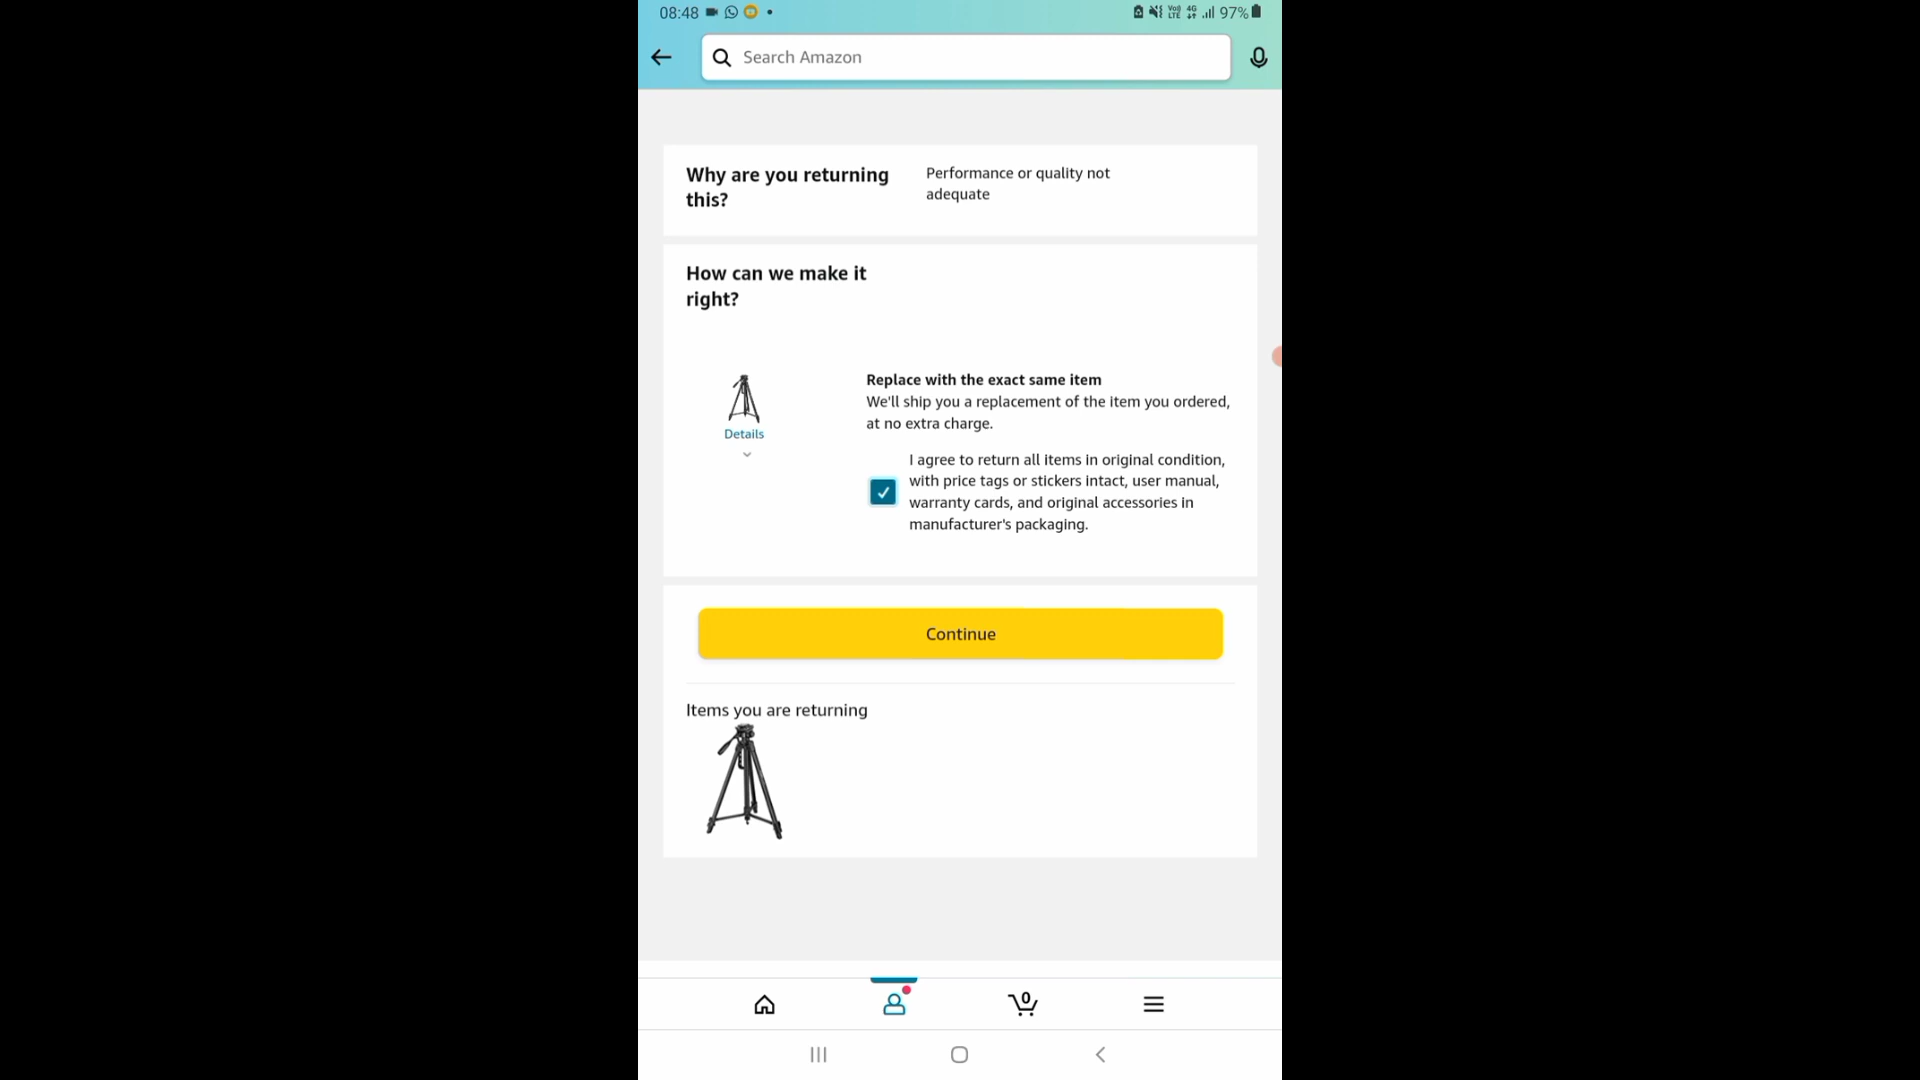 08:48
Vo)) LTE 4G 97%
Search Amazon
Why are you returning
this?
Performance or quality not
adequate
How can we make it
right?
Details
Replace with the exact same item
We'll ship you a replacement of the item you ordered,
at no extra charge.
I agree to return all items in original condition,
with price tags or stickers intact, user manual,
warranty cards, and original accessories in
manufacturer's packaging.
Continue
Items you are returning
0